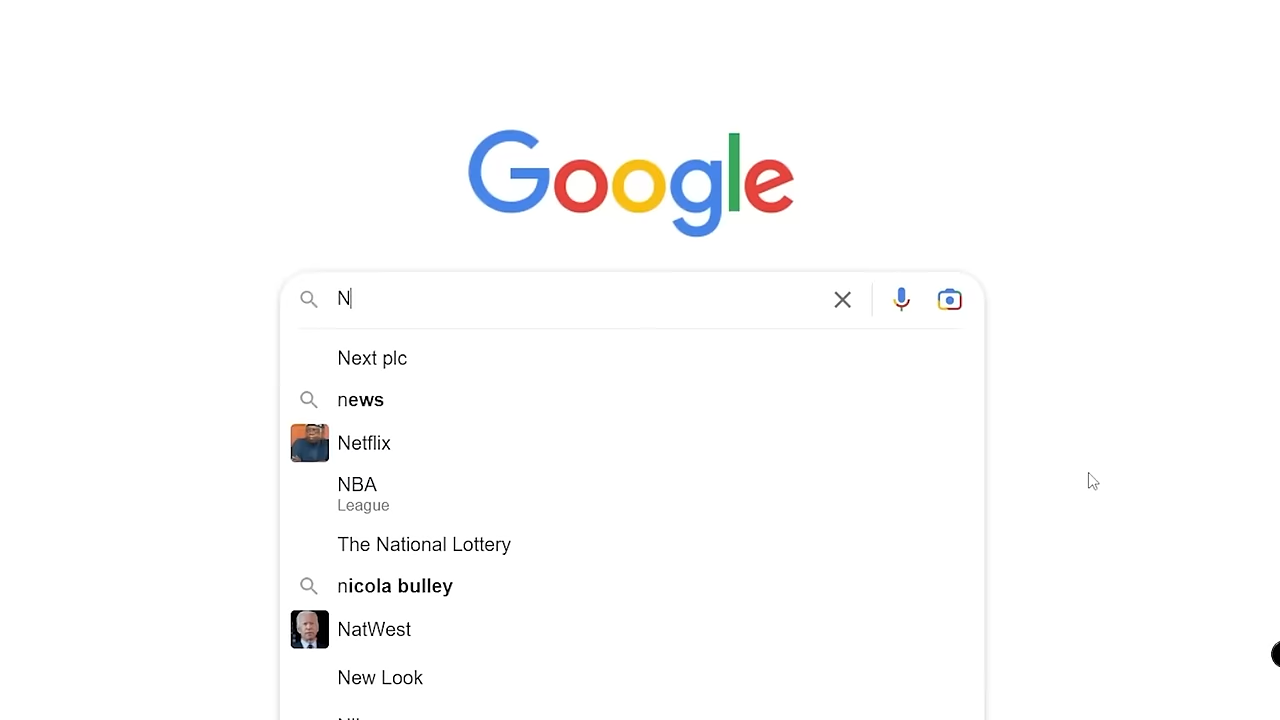 Google
N
Next plc
news
Netflix
NBA
League
The National Lottery
nicola bulley
NatWest
New Look